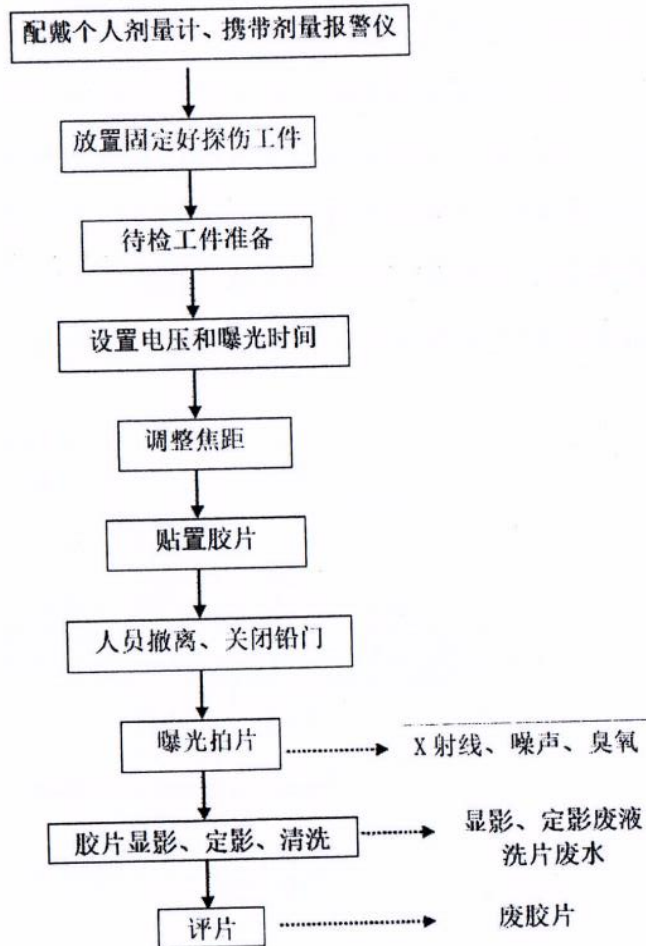 配戴个人剂量计、携带剂量报警仪
放置固定好探伤工件
待检工件准备
设置电压和曝光时间
调整焦距
贴置胶片
人员撤离、关闭铅门
曝光拍片
X 射线、噪声、臭氧
胶片显影、定影、清洗
显影、定影废液
洗片废水
评片
废胶片